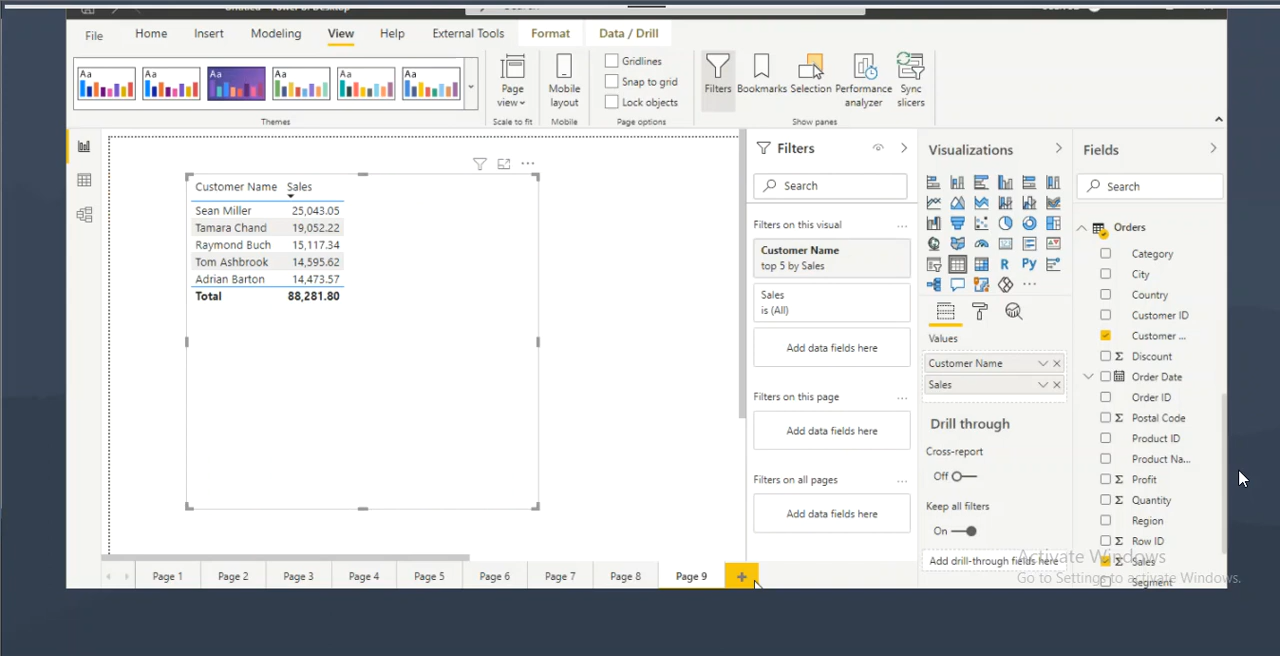 File Home Insert Modeling View Help External Tools Format Data / Drill
Aa Aa Aa Aa Aa Aa
Page view
Mobile layout
Gridlines
Snap to grid
Lock objects
Filters Bookmarks Selection Performance analyzer Sync slicers
Themes Scale to fit Mobile Page options Show panes
Customer Name Sales
Sean Miller 25,043.05
Tamara Chand 19,052.22
Raymond Buch 15,117.34
Tom Ashbrook 14,595.62
Adrian Barton 14,473.57
Total 88,281.80
Filters
Search
Filters on this visual ...
Customer Name
top 5 by Sales
Sales
is (All)
Add data fields here
Filters on this page ...
Add data fields here
Filters on all pages ...
Add data fields here
Visualizations
R Py
Values
Customer Name
Sales
Drill through
Cross-report
Off
Keep all filters
On
Add drill-through fields here
Fields
Search
Orders
Category
City
Country
Customer ID
Customer ...
Σ Discount
Order Date
Order ID
Σ Postal Code
Product ID
Product Na...
Σ Profit
Σ Quantity
Region
Σ Row ID
Σ Sales
Segment
Activate Windows
Go to Settings to activate Windows.
Page 1 Page 2 Page 3 Page 4 Page 5 Page 6 Page 7 Page 8 Page 9 +